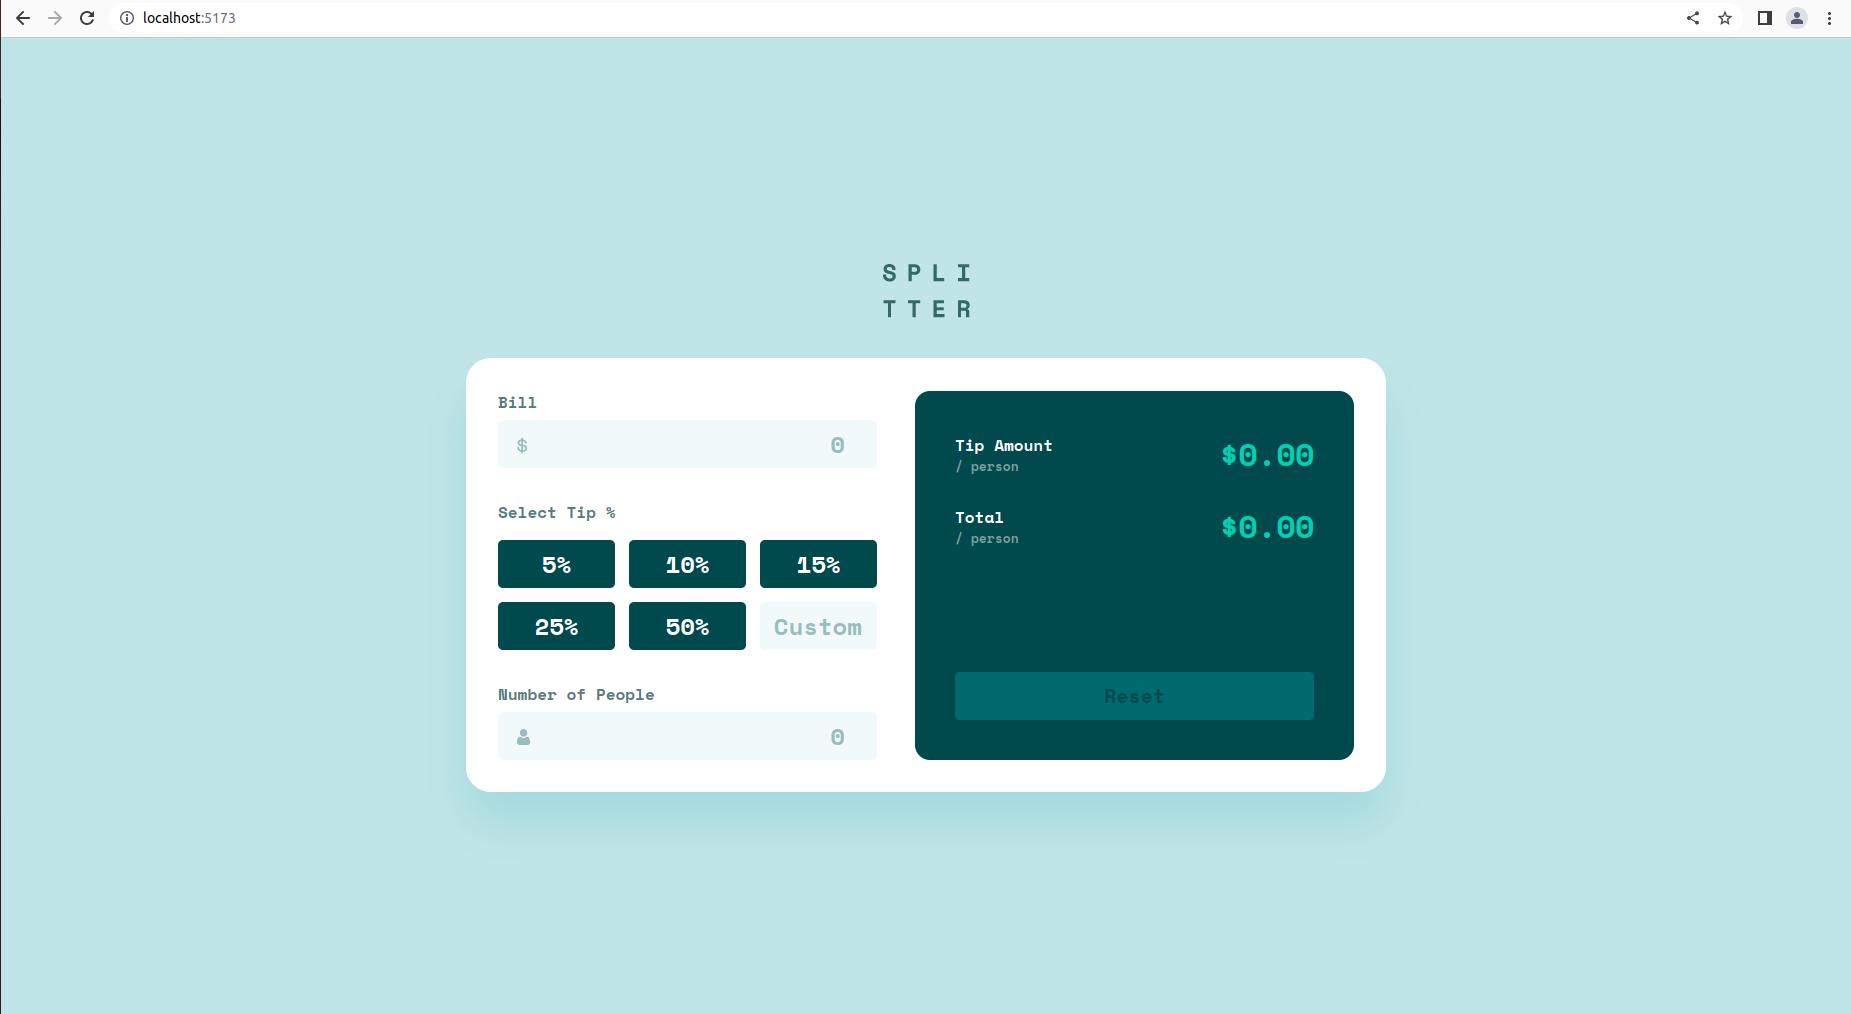 localhost:5173
SPLI
TTER
Bill
$ 0
Select Tip %
5% 10% 15%
25% 50% Custom
Number of People
0
Tip Amount
/ person
$0.00
Total
/ person
$0.00
Reset